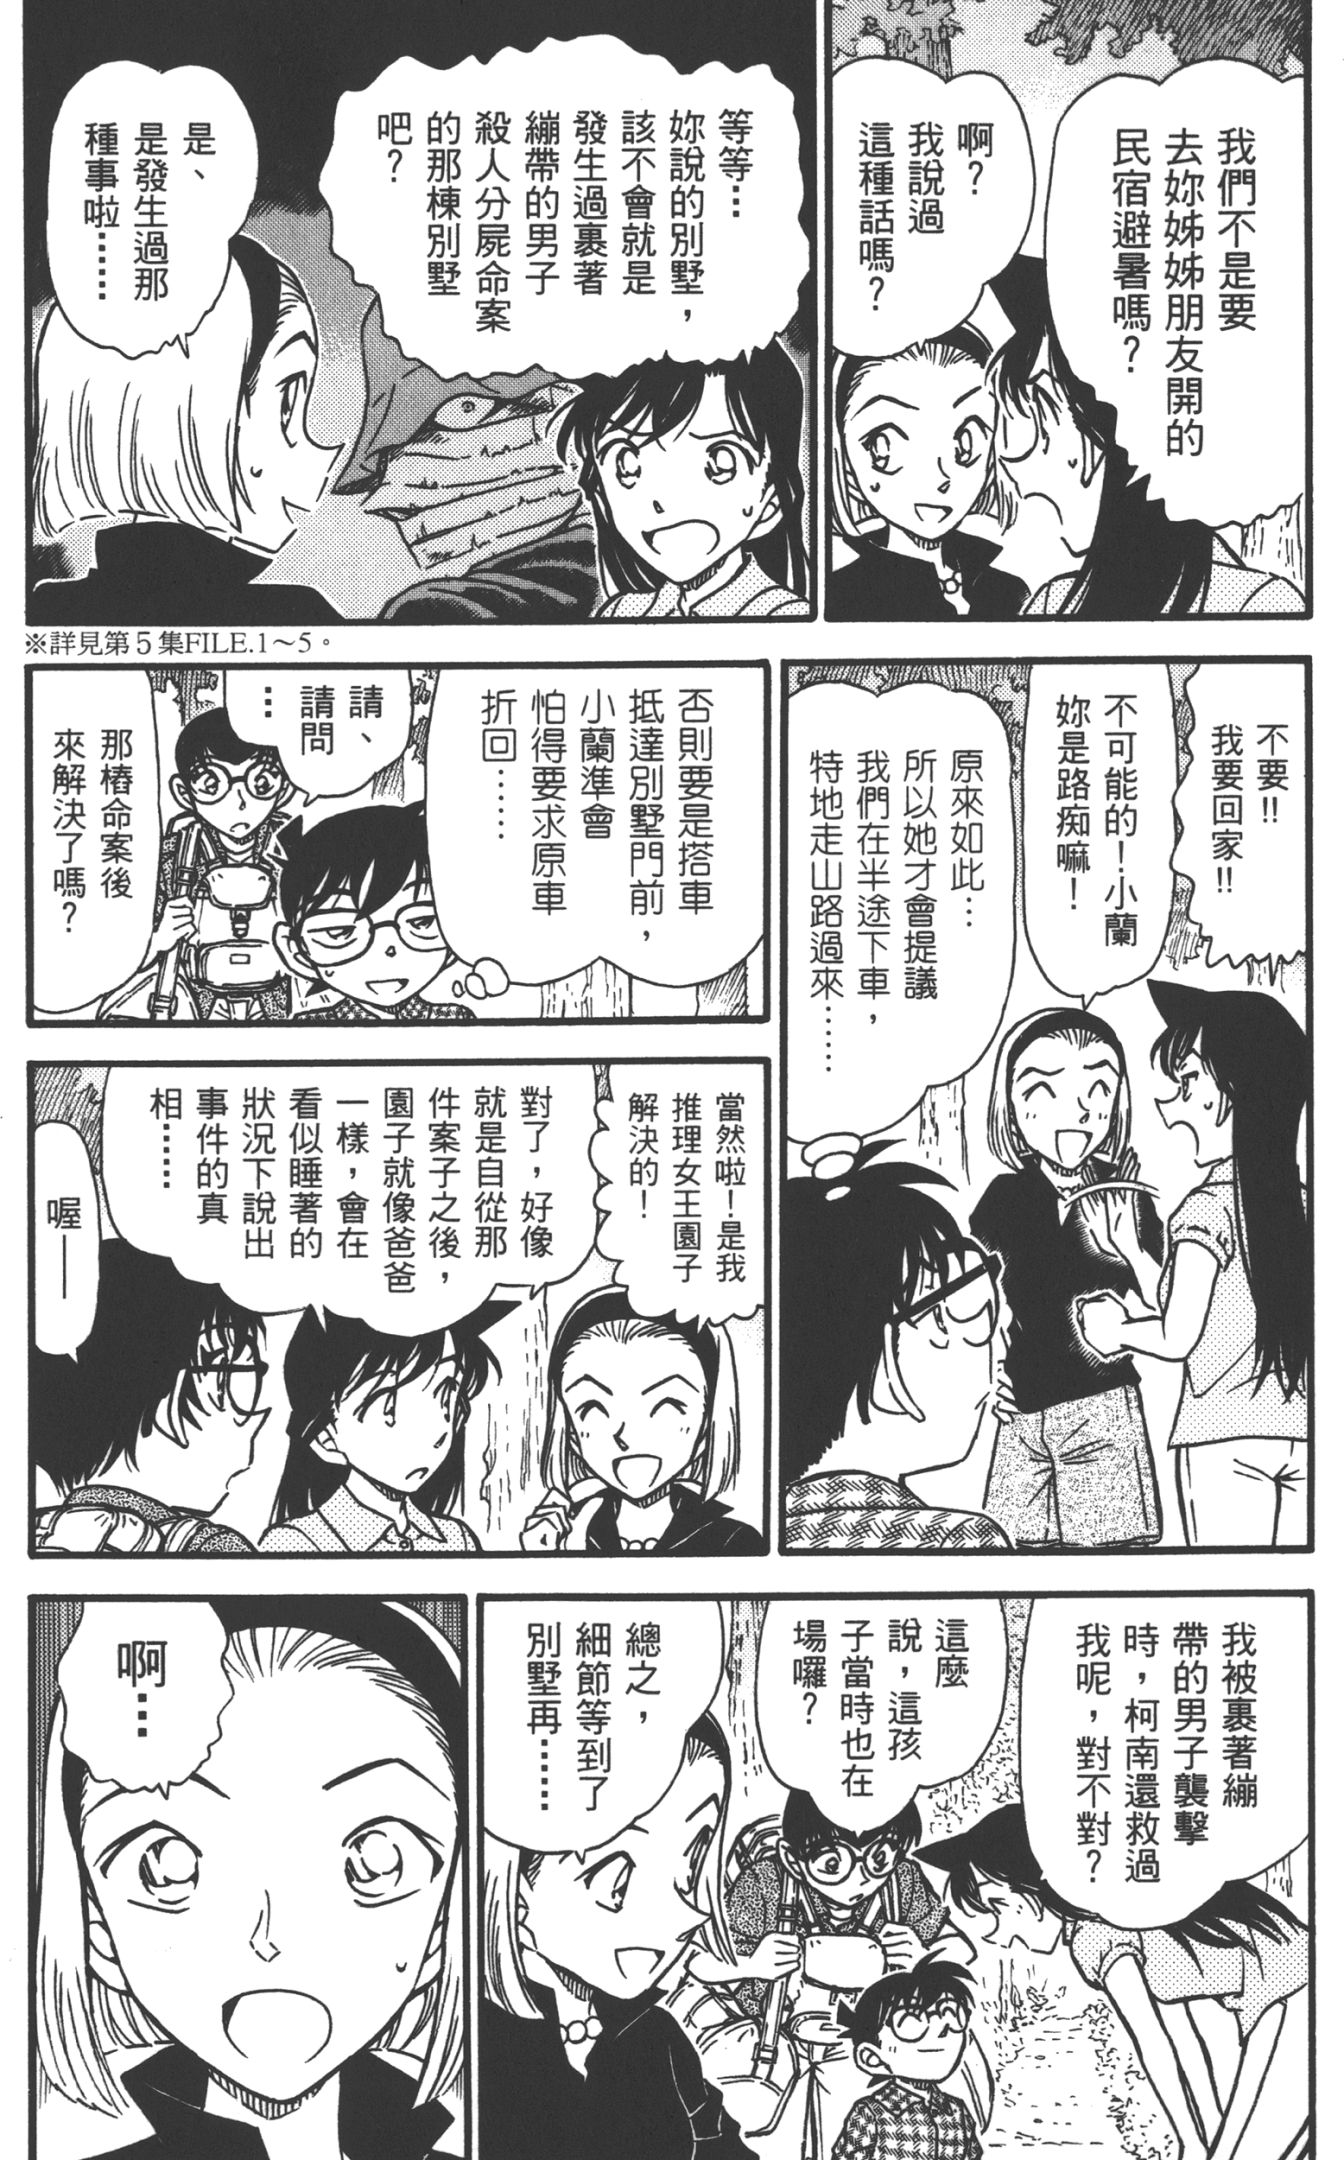 我們不是要
去妳姊姊朋友開的
民宿避暑嗎？
啊？
我說過
這種話嗎？
等等…
妳說的別墅，
該不會就是
發生過裹著
繃帶的男子
殺人分屍命案
的那棟別墅
吧？
是、
是發生過那
種事啦……
※詳見第5集FILE.1～5。
不要!!
我要回家!!
不可能的！小蘭
妳是路痴嘛！
原來如此…
所以她才會提議
我們在半途下車，
特地走山路過來……
否則要是搭車
抵達別墅門前，
小蘭準會
怕得要求原車
折回……
請、
請問
…
那樁命案後
來解決了嗎？
當然啦！是我
推理女王園子
解決的！
對了，好像
就是自從那
件案子之後，
園子就像爸爸
一樣，會在
看似睡著的
狀況下說出
事件的真
相……
喔——
我被裹著繃
帶的男子襲擊
時，柯南還救過
我呢，對不對？
這麼
說，這孩
子當時也在
場囉？
總之，
細節等到了
別墅再……
啊…